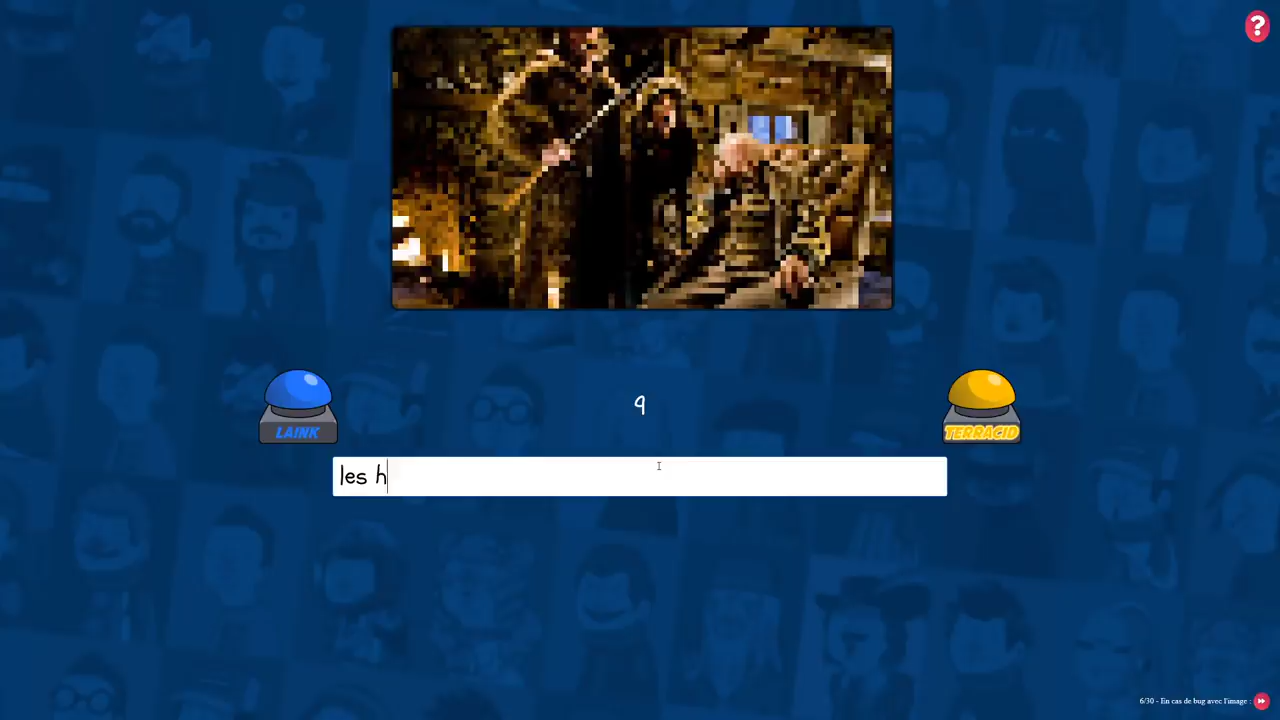 ?
9
LAINK
TERRACID
les h
6/30 - En cas de bug avec l'image :